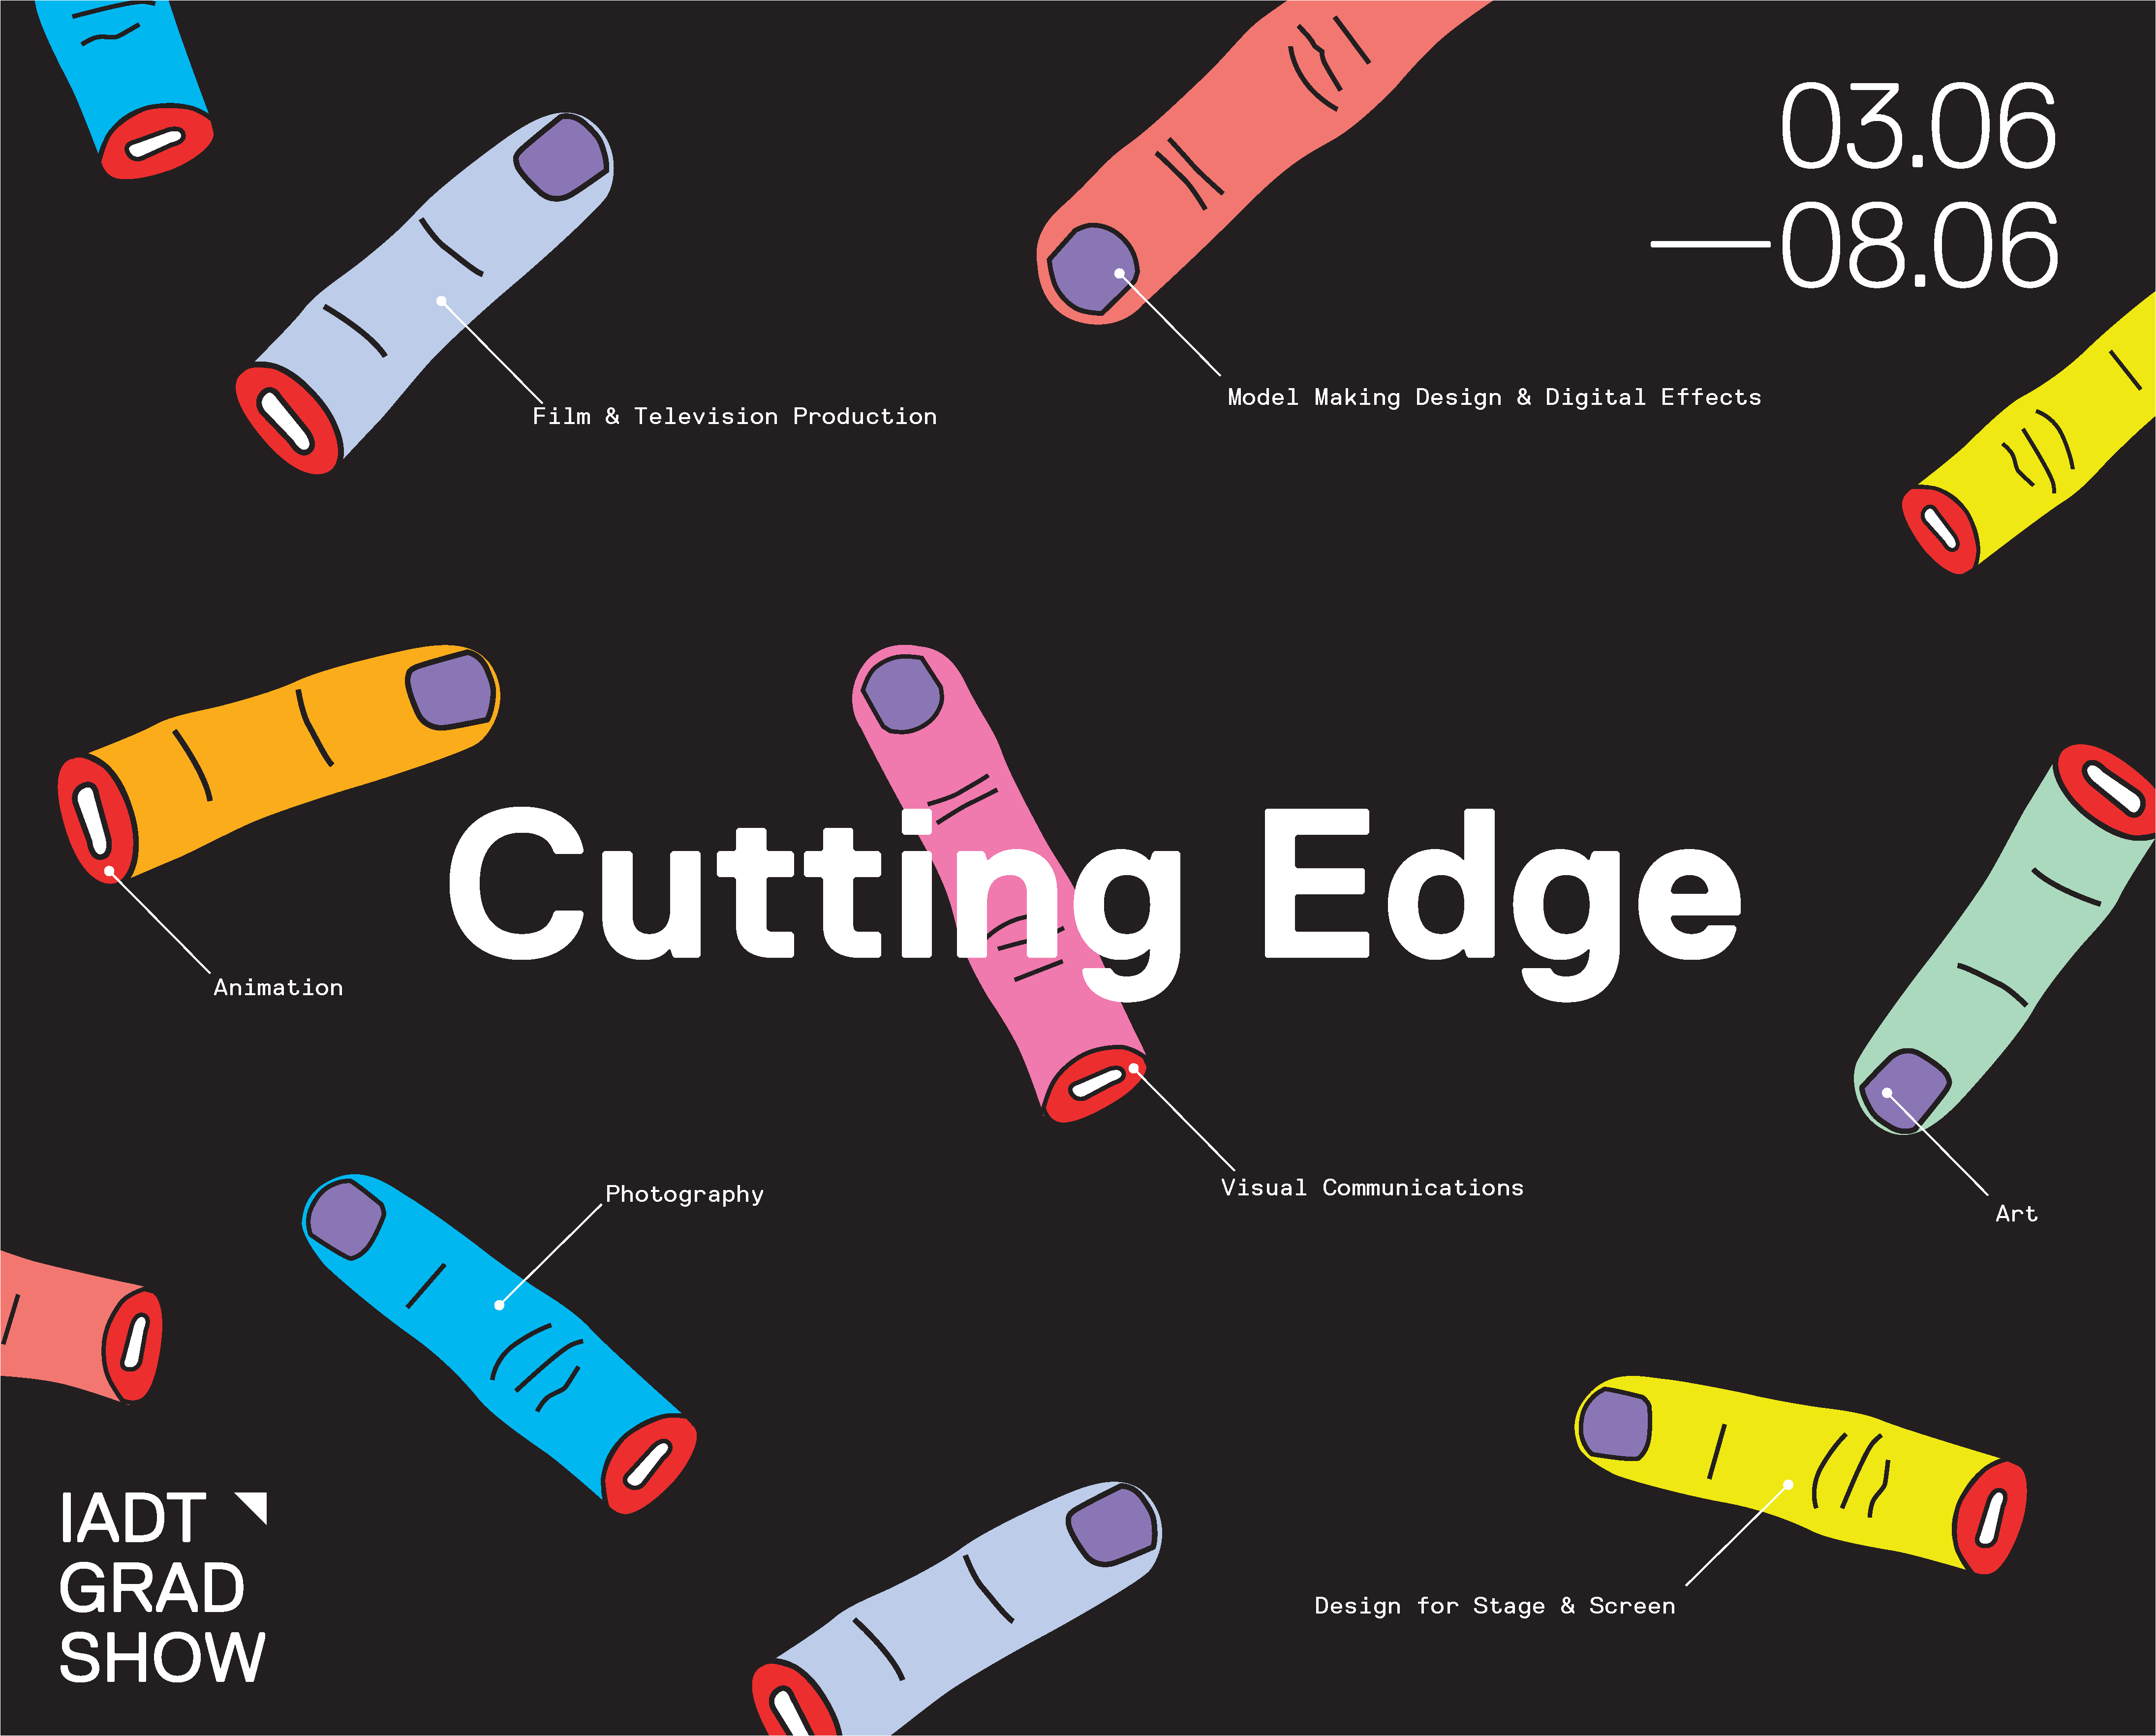 03.06
—08.06
Film & Television Production
Model Making Design & Digital Effects
Cutting Edge
Animation
Photography
Visual Communications
Art
Design for Stage & Screen
IADT
GRAD
SHOW